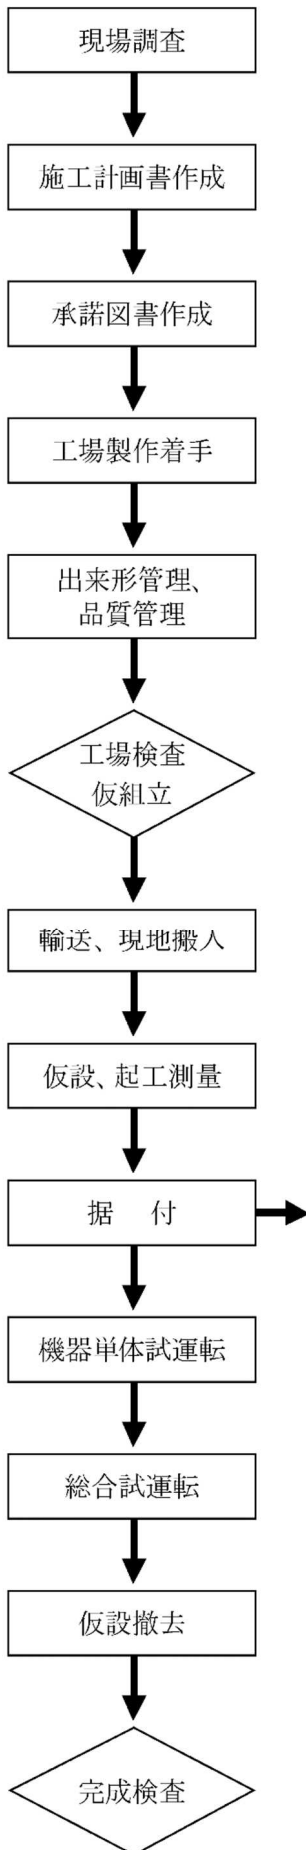 現場調査
施工計画書作成
承諾図書作成
工場製作着手
出来形管理、
品質管理
工場検査
仮組立
輸送、現地搬人
仮設、起工測量
据　付
機器単体試運転
総合試運転
仮設撤去
完成検査